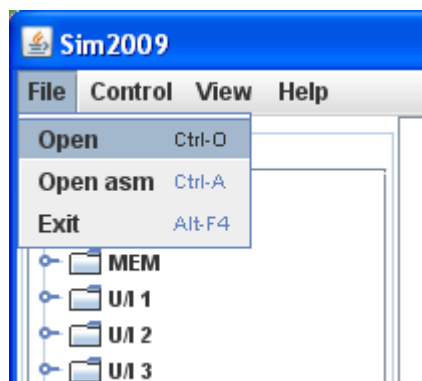 Sim2009
File Control View Help
Open Ctrl-O
Open asm Ctrl-A
Exit Alt-F4
MEM
U/I 1
U/I 2
U/I 3